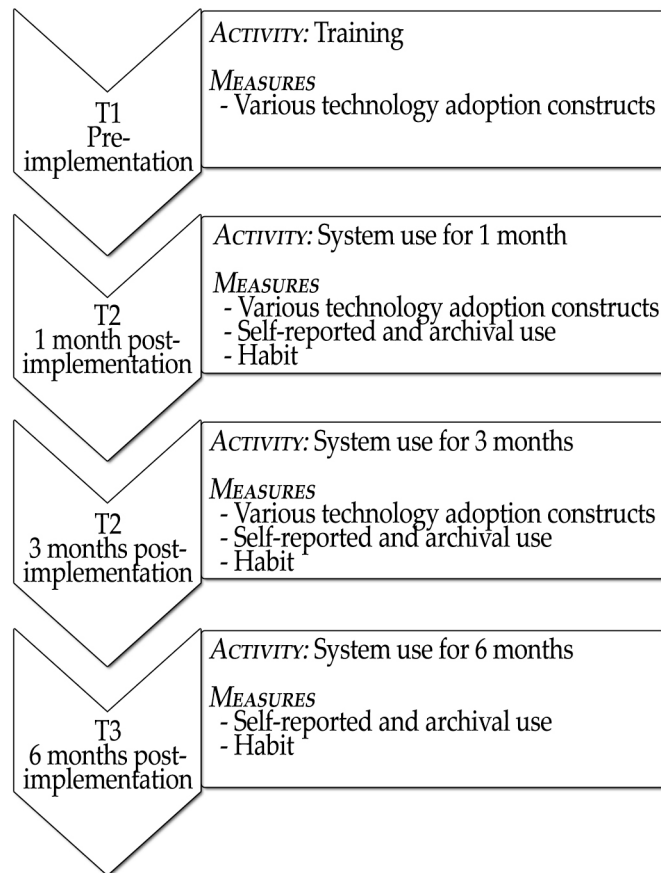 T1
Pre-
implementation
ACTIVITY: Training
MEASURES
- Various technology adoption constructs
T2
1 month post-
implementation
ACTIVITY: System use for 1 month
MEASURES
- Various technology adoption constructs
- Self-reported and archival use
- Habit
T2
3 months post-
implementation
ACTIVITY: System use for 3 months
MEASURES
- Various technology adoption constructs
- Self-reported and archival use
- Habit
T3
6 months post-
implementation
ACTIVITY: System use for 6 months
MEASURES
- Self-reported and archival use
- Habit